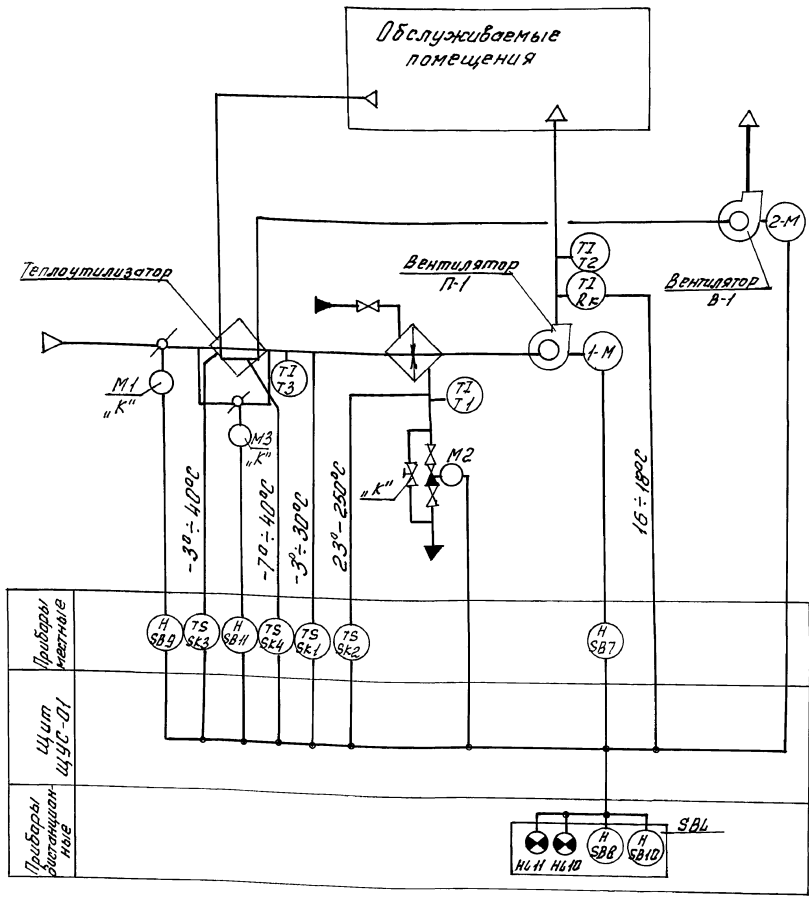 Обслуживаемые
помещения
2-М
TI
T2
TI
Rк
Теплоутилизатор
Вентилятор
П-1
Вентилятор
В-1
1-М
М1
„К"
TI
T3
TI
T1
М3
„К"
М2
„К"
-3°÷40°С
-7°÷40°С
-3°÷30°С
23°-250°С
16÷18°С
Приборы
местные
H
SB9
TS
SK3
H
SB11
TS
SK4
TS
SK1
TS
SK2
H
SB7
Щит
ЩУС-01
Приборы
дистанцион-
ные
SBL
HL11
HL10
H
SB8
H
SB10